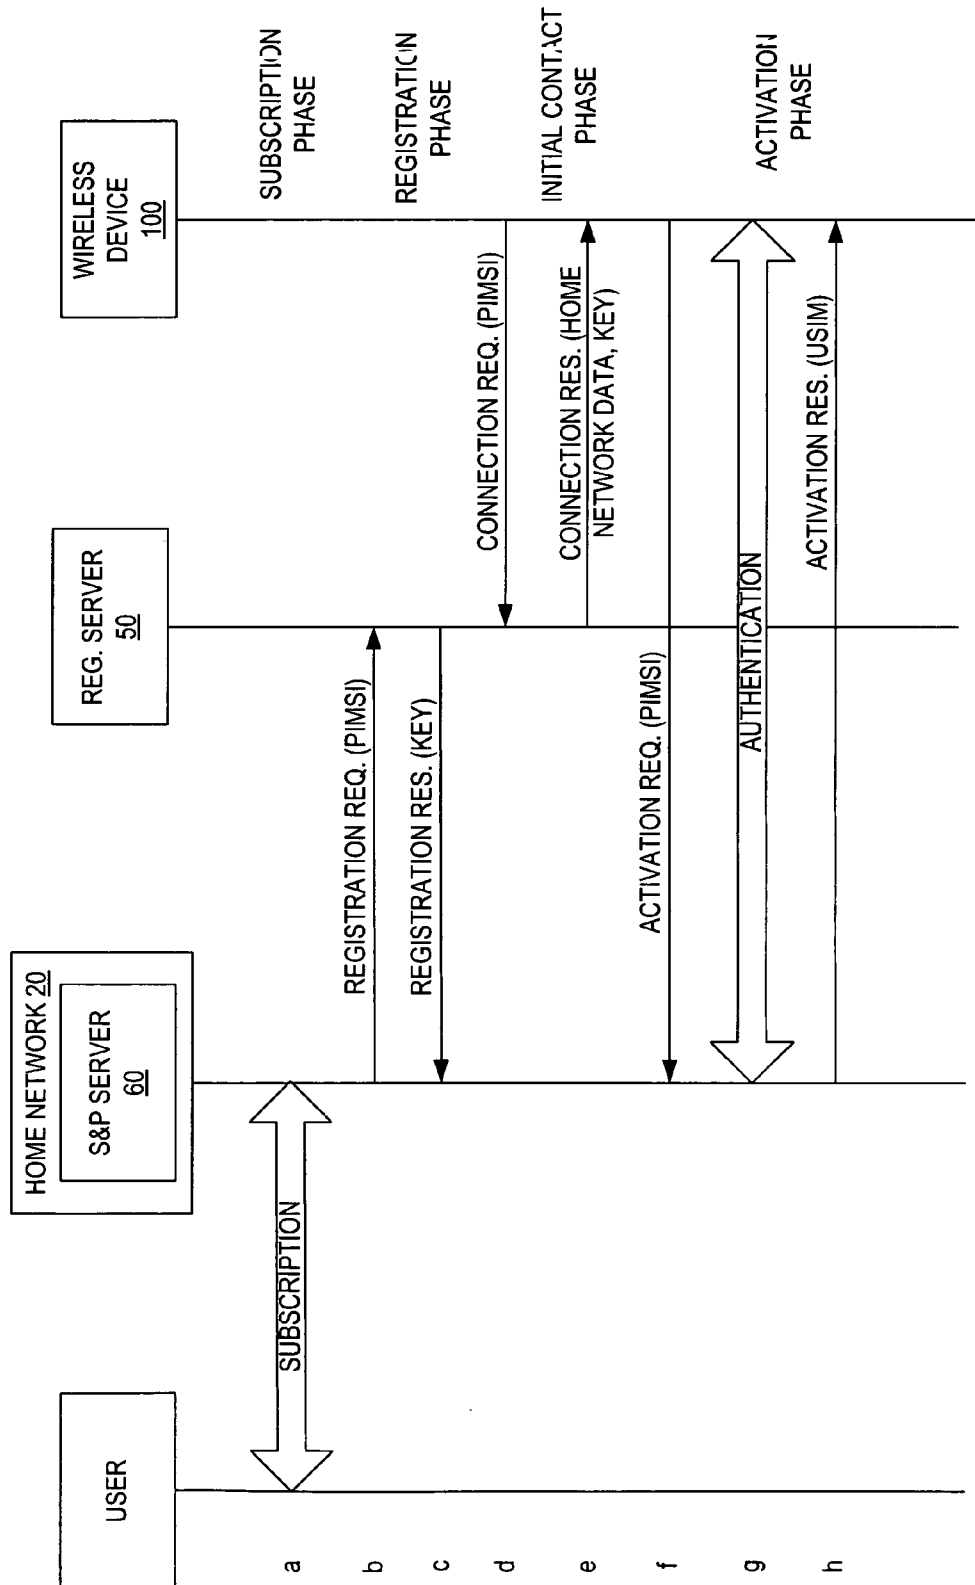 USER
HOME NETWORK 20
S&P SERVER
60
REG. SERVER
50
WIRELESS
DEVICE
100
a
SUBSCRIPTION
SUBSCRIPTION
PHASE
b
REGISTRATION REQ. (PIMSI)
REGISTRATION
PHASE
c
REGISTRATION RES. (KEY)
d
CONNECTION REQ. (PIMSI)
INITIAL CONTACT
PHASE
e
CONNECTION RES. (HOME
NETWORK DATA, KEY)
f
ACTIVATION REQ. (PIMSI)
g
AUTHENTICATION
ACTIVATION
PHASE
h
ACTIVATION RES. (USIM)